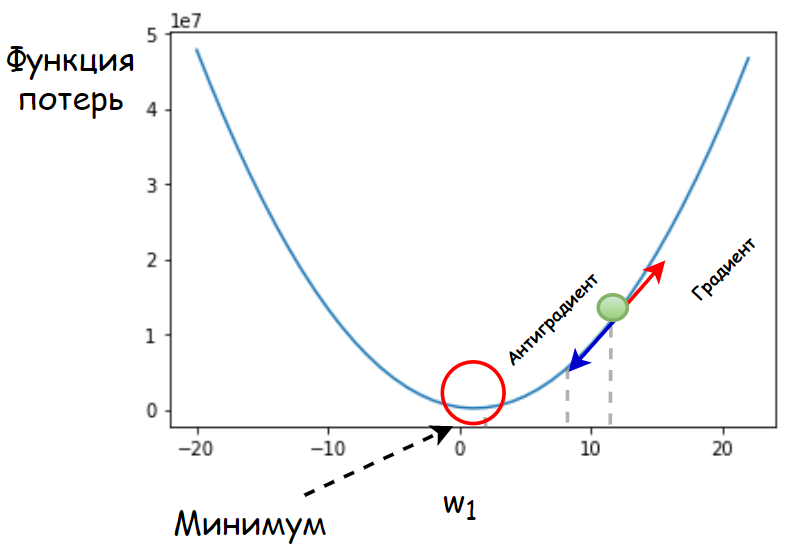 1e7
Функция
потерь
5
4
3
2
1
0
Антиградиент
Градиент
−20
−10
0
10
20
w1
Минимум